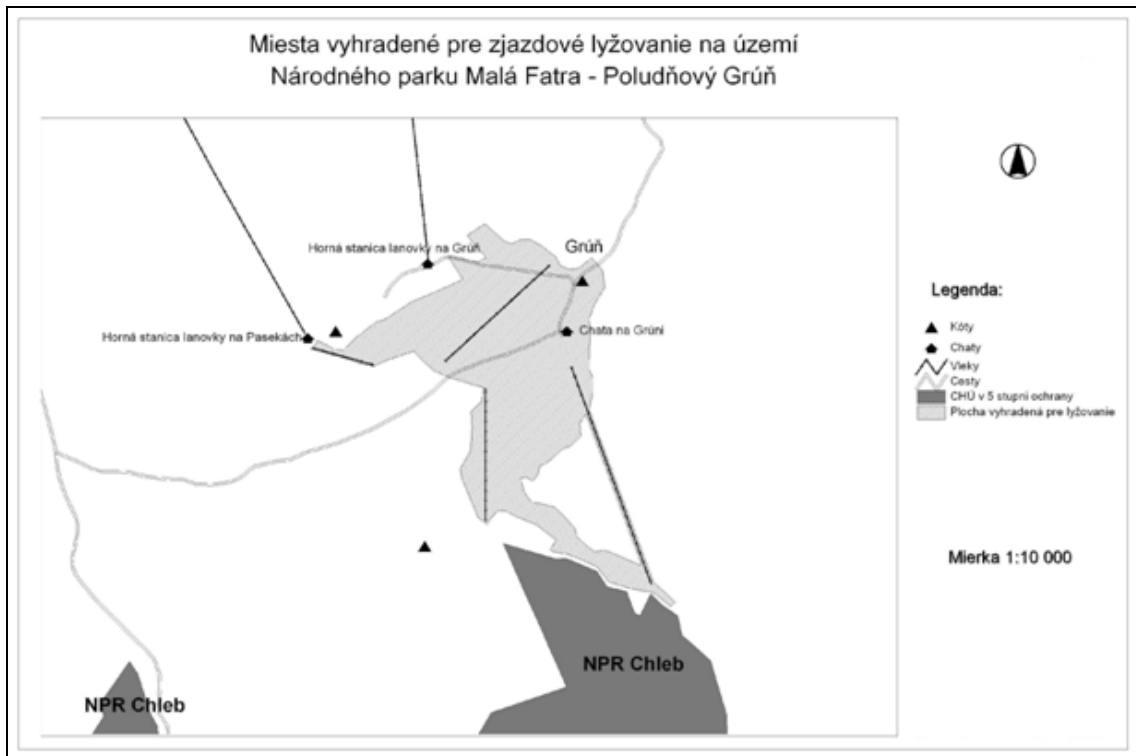 Miesta vyhradené pre zjazdové lyžovanie na území
Národného parku Malá Fatra - Poludňový Grúň
Horná stanica lanovky na Grúň
Grúň
Horná stanica lanovky na Pasekách
Chata na Grúni
Legenda:
Kóty
Chaty
Vleky
Cesty
CHÚ v 5 stupni ochrany
Plocha vyhradená pre lyžovanie
Mierka 1:10 000
NPR Chleb
NPR Chleb